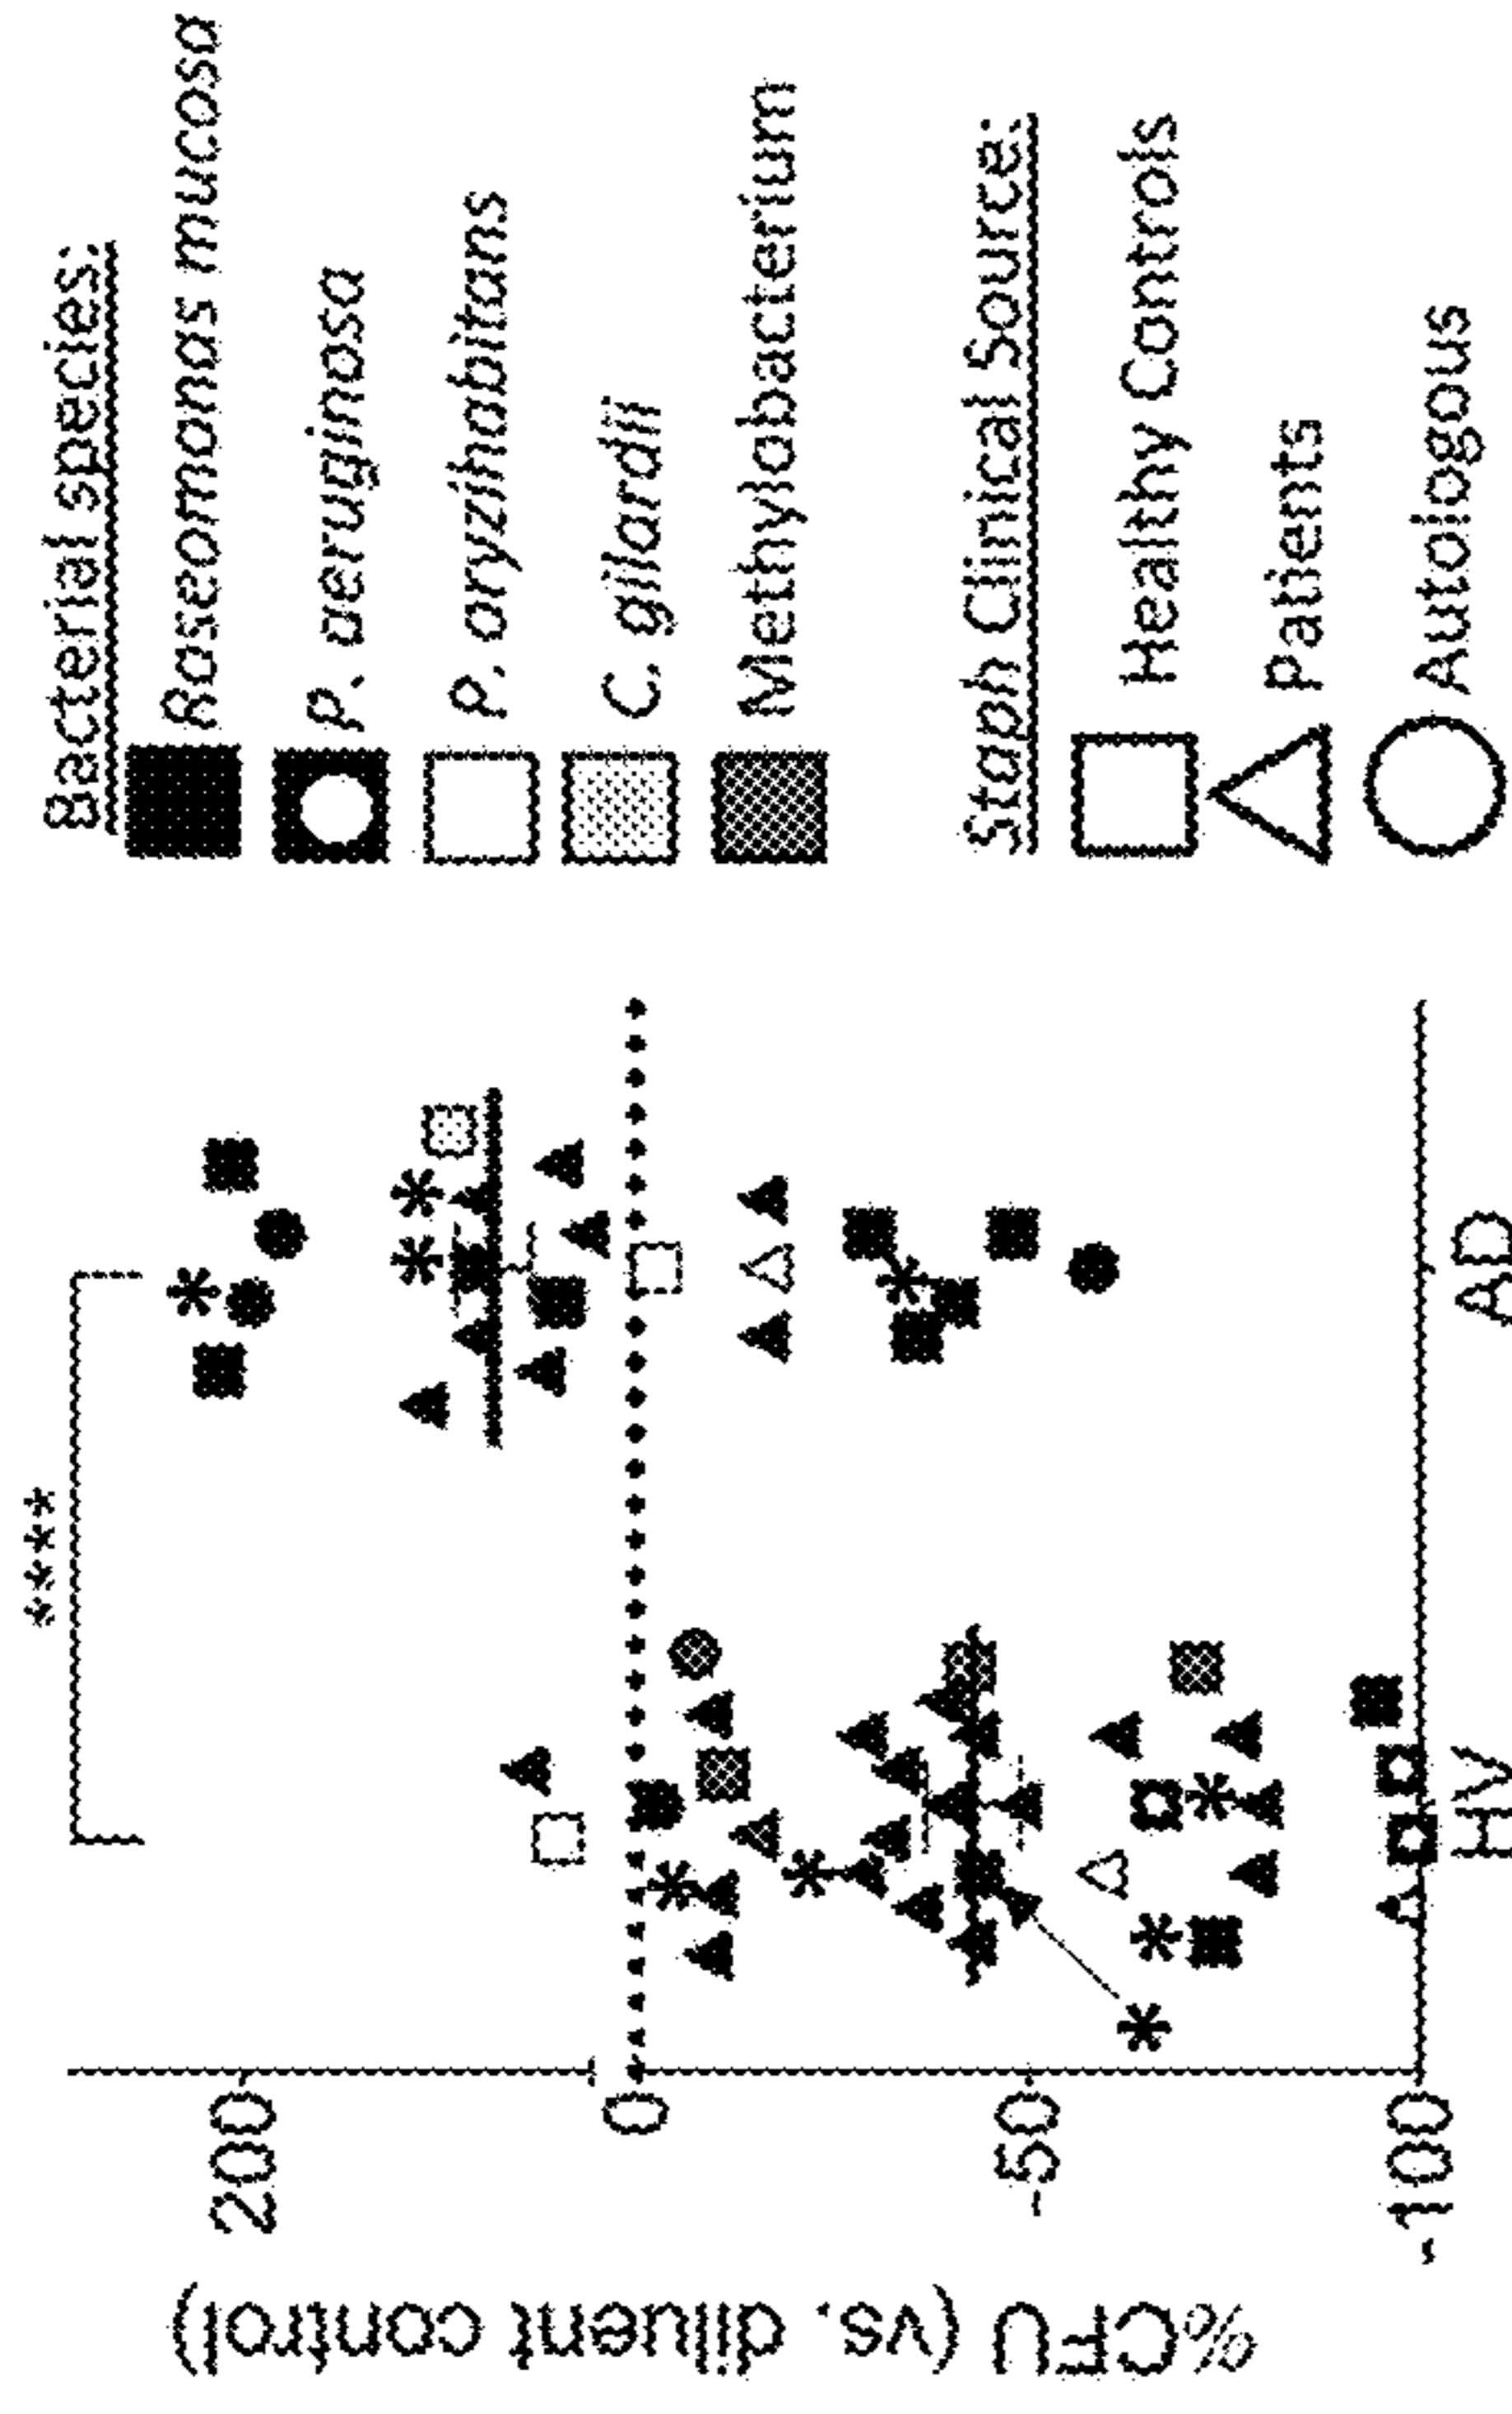 ****
%CFU (vs. diluent control)
200
0
-50
-100
HV
AD
Bacterial species:
Roseomonas mucosa
P. aeruginosa
P. oryzihabitans
C. gilardii
Methylobacterium
Staph Clinical Source:
Healthy Controls
Patients
Autologous